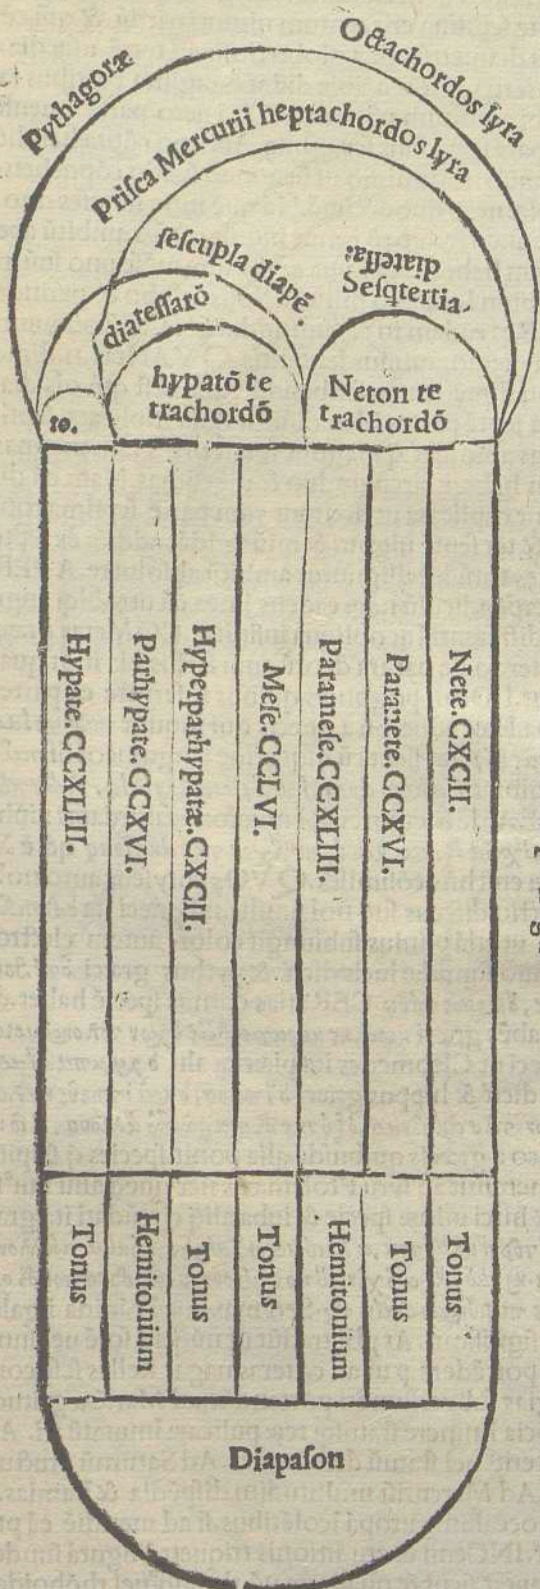 Pythagoræ
Octachordos lyra
Priſca Mercurii heptachordos lyra
ſeſcupla diapē.
diateſſa:
Seſqtertia.
diateſſarō
hypatō te
trachordō
Neton te
trachordō
to.
Hypate.CCXLIII.
Parhypate.CCXVI.
Hyperparhypatæ.CXCII.
Meſe.CCLVI.
Parameſe.CCXLIII.
Paranete.CCXVI.
Nete.CXCII.
Tonus
Hemitonium
Tonus
Tonus
Hemitonium
Tonus
Tonus
Diapaſon